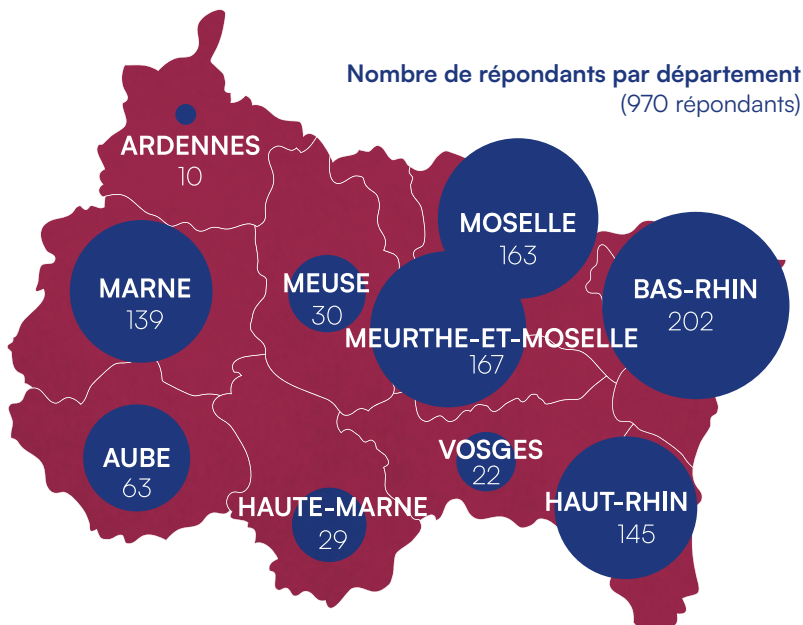 Nombre de répondants par département
(970 répondants)
ARDENNES
10
MOSELLE
163
MARNE
139
MEUSE
30
BAS-RHIN
202
MEURTHE-ET-MOSELLE
167
AUBE
63
VOSGES
22
HAUTE-MARNE
29
HAUT-RHIN
145